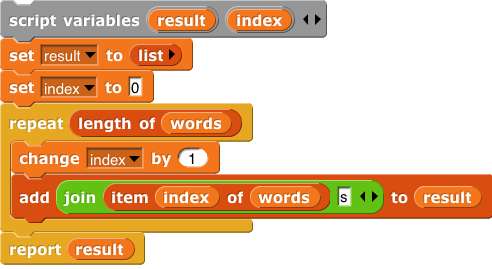 script variables result index
set result to list
set index to 0
repeat length of words
change index by 1
add join item index of words s to result
report result